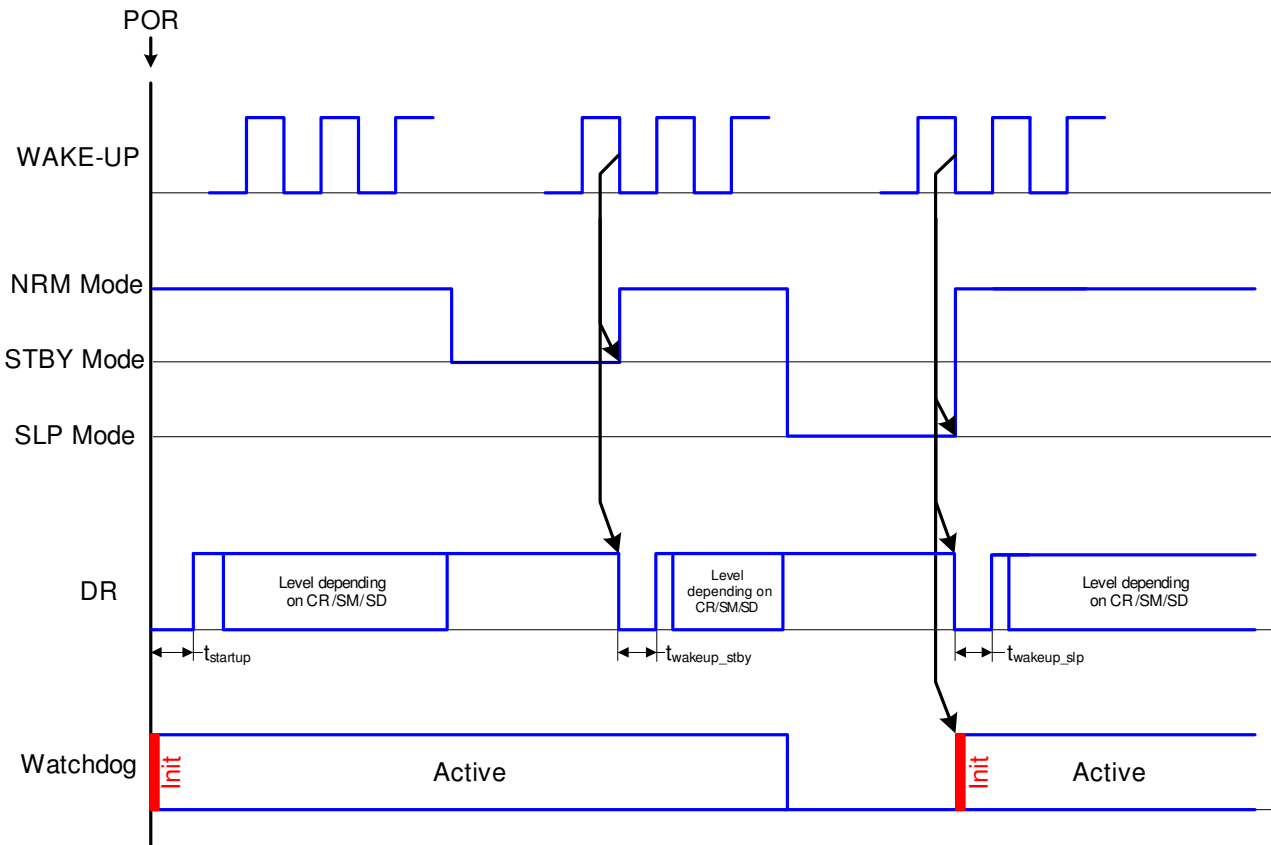 POR
WAKE-UP
NRM Mode
STBY Mode
SLP Mode
DR
Level depending
on CR/SM/SD
Level
depending on
CR/SM/SD
Level depending
on CR/SM/SD
tstartup
twakeup_stby
twakeup_slp
Watchdog
Init
Active
Init
Active